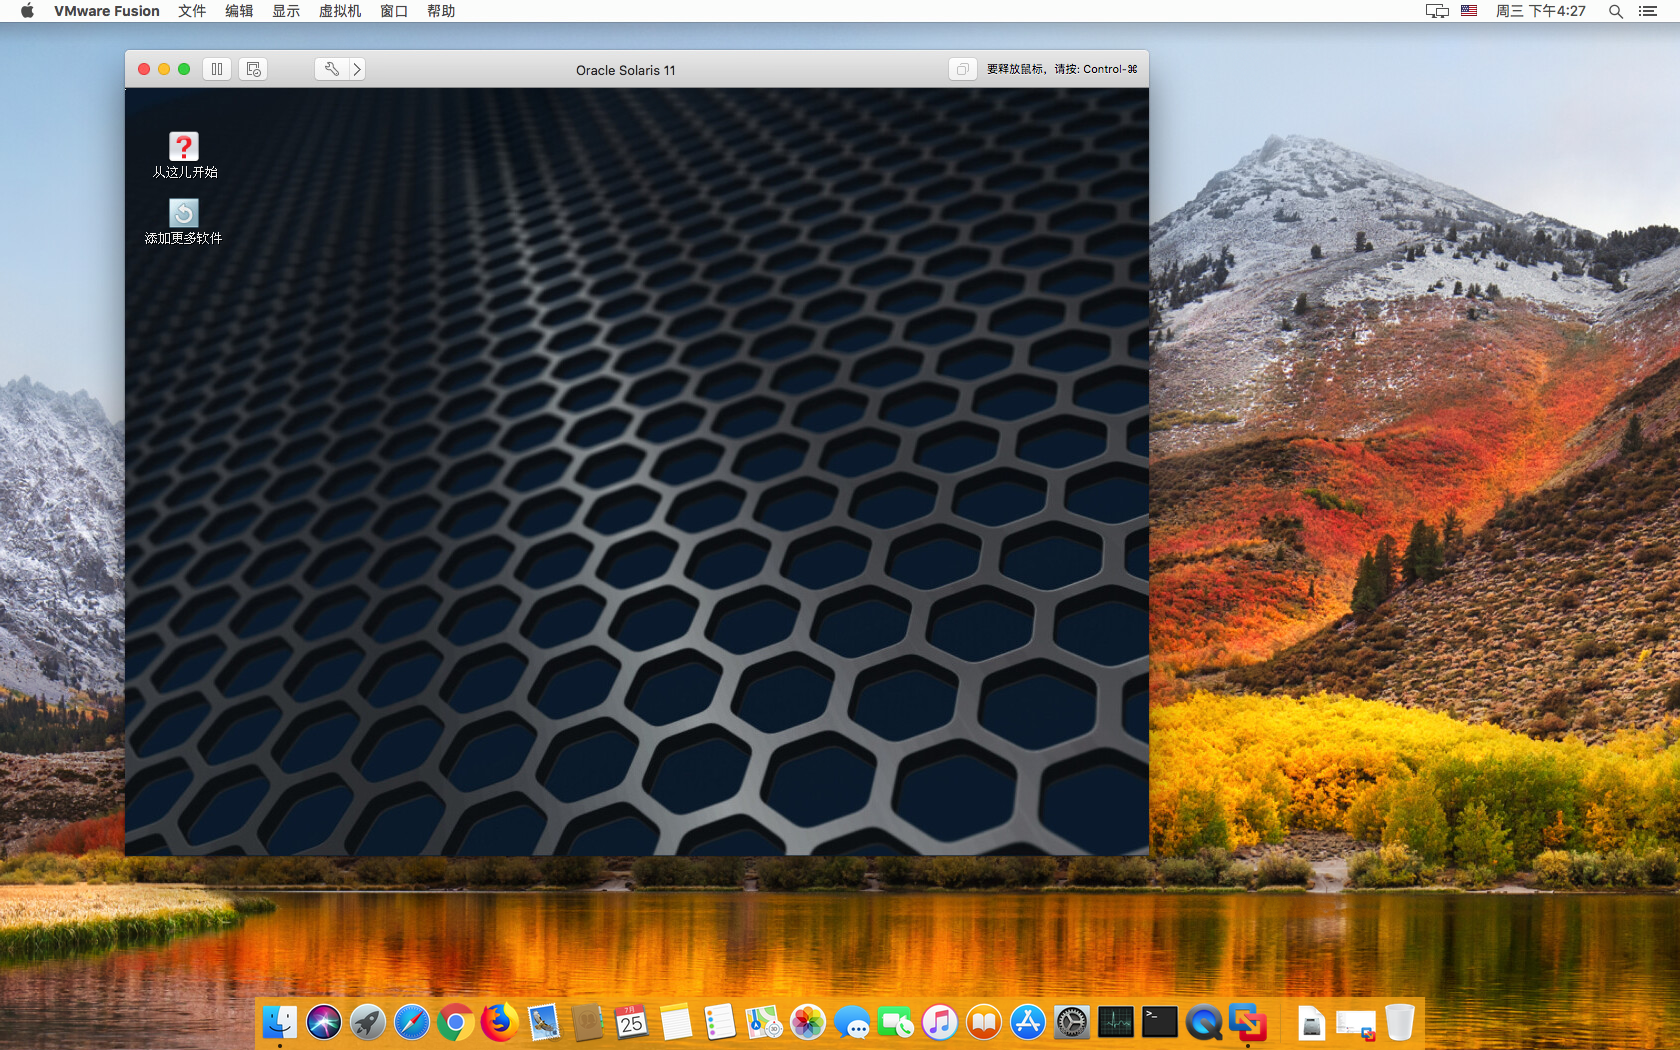 VMware Fusion 文件 编辑 显示 虚拟机 窗口 帮助 周三 下午4:27
Oracle Solaris 11 要释放鼠标，请按: Control-⌘
从这儿开始
添加更多软件
7月
25